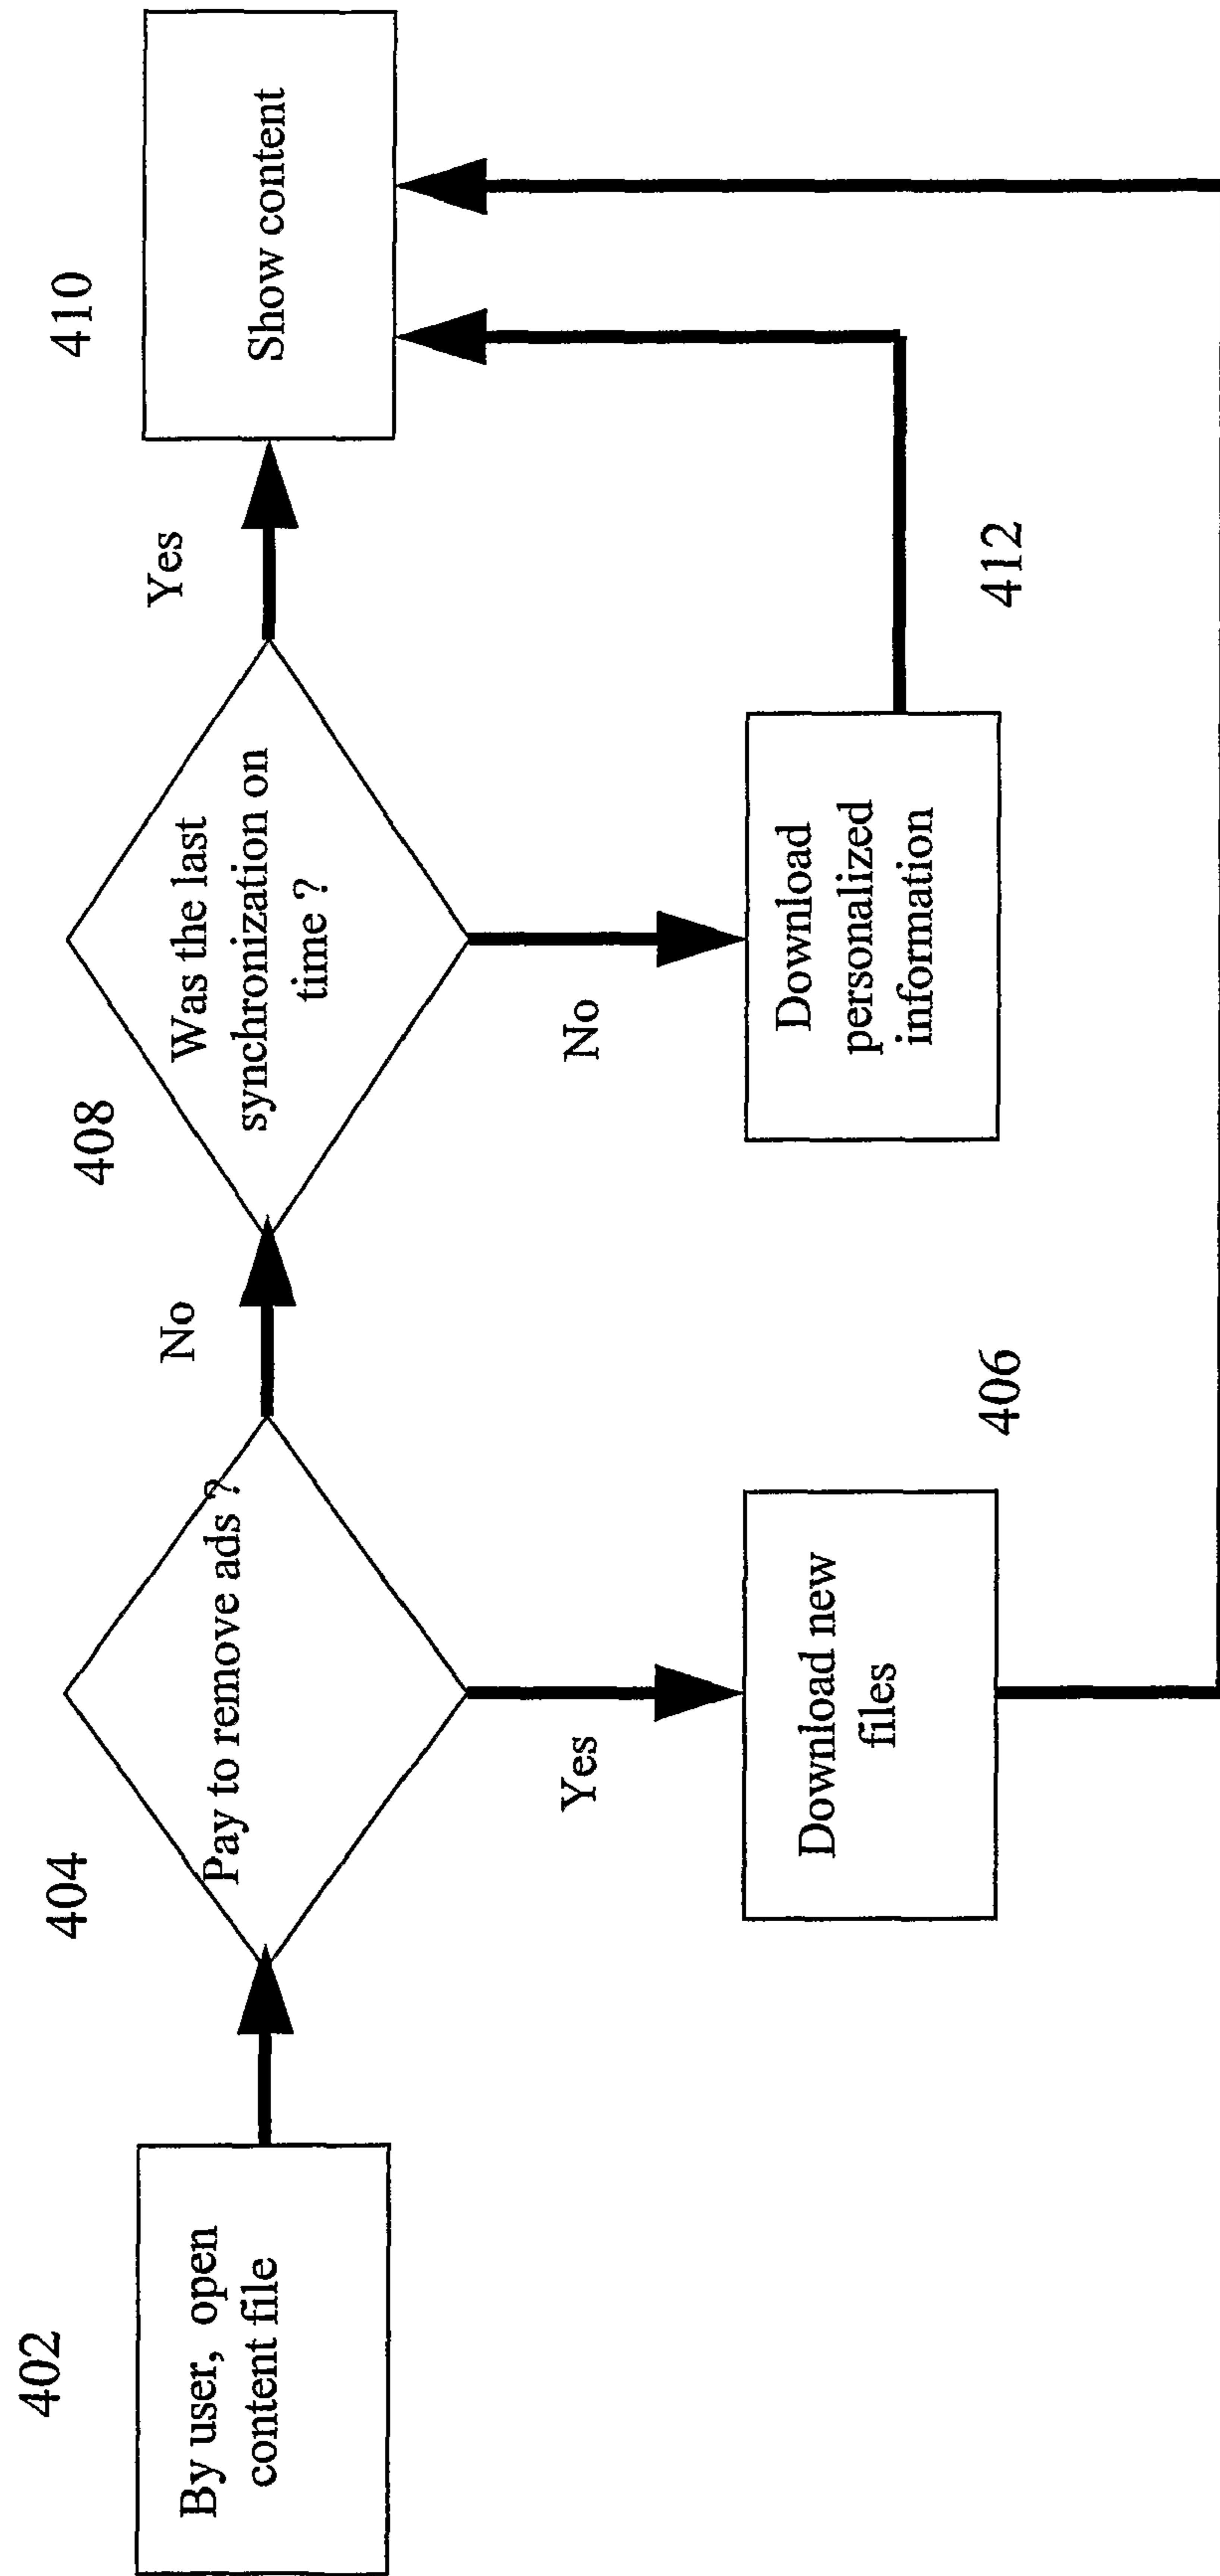 402
By user, open
content file
404
Pay to remove ads ?
No
Yes
406
Download new
files
408
Was the last
synchronization on
time ?
Yes
No
412
Download
personalized
information
410
Show content